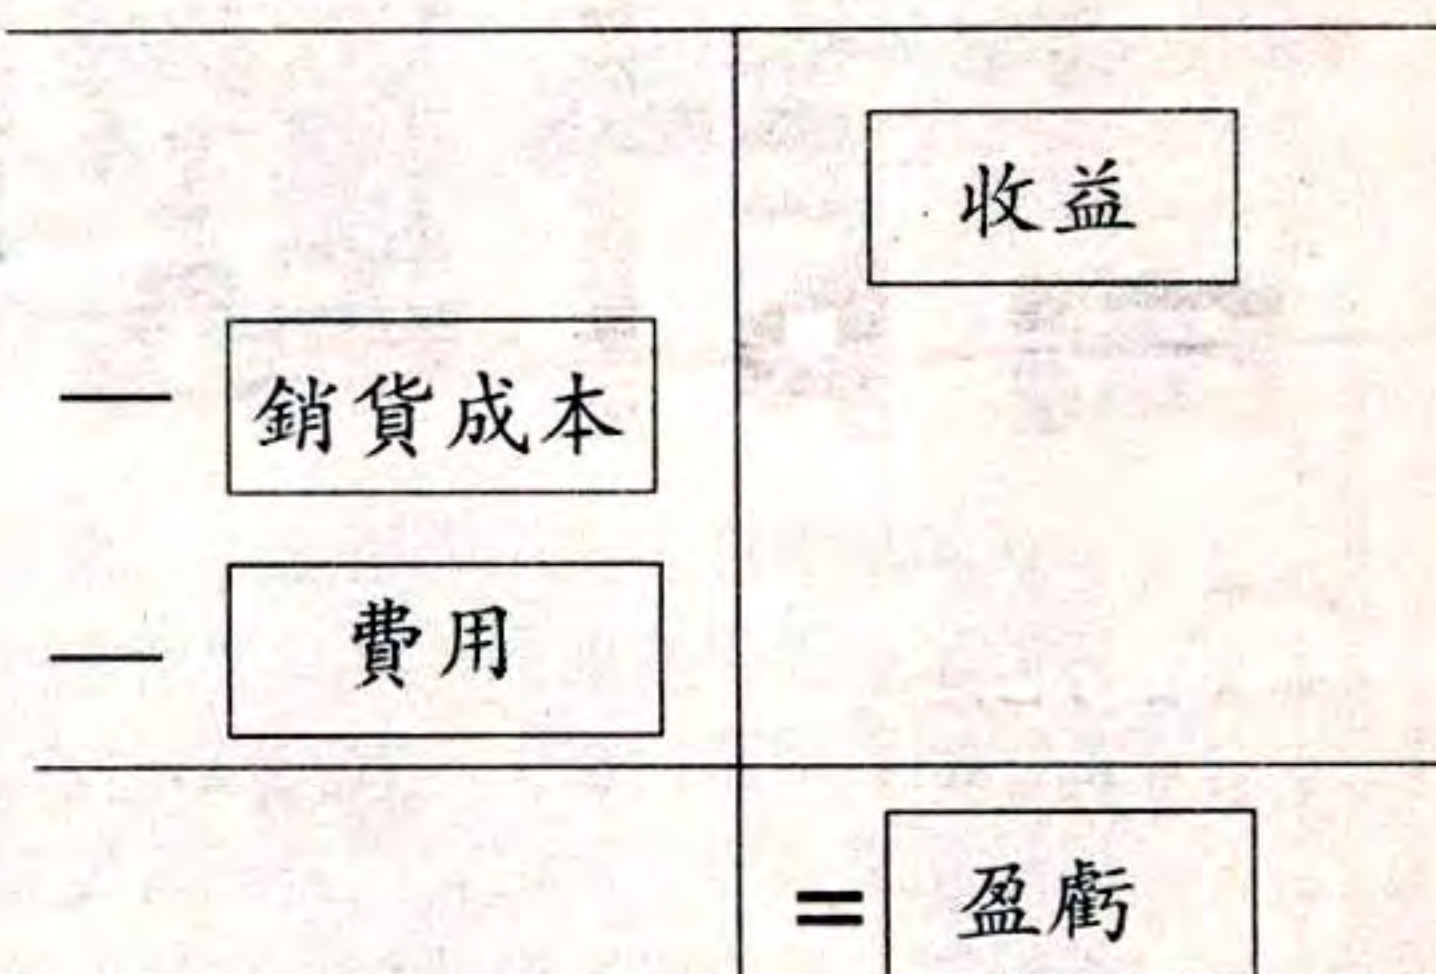 收益
— 銷貨成本
— 費用
= 盈虧